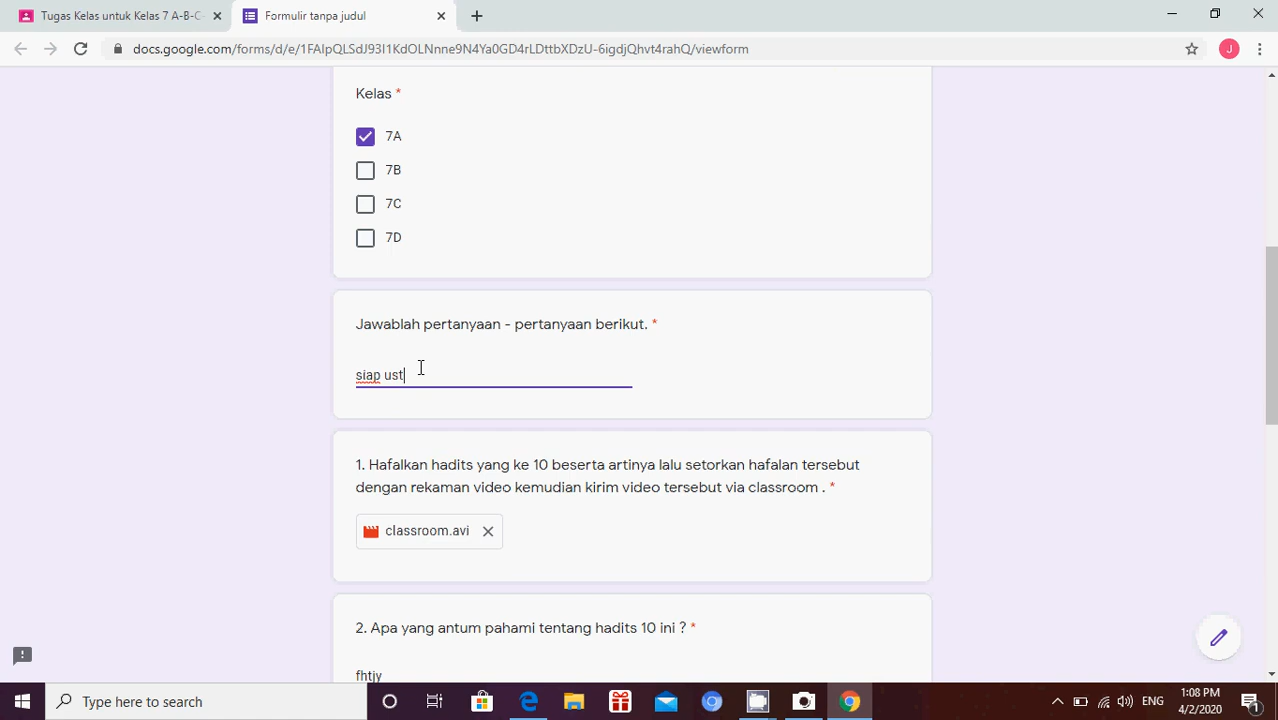 Tugas Kelas untuk Kelas 7 A-B-C-
Formulir tanpa judul
docs.google.com/forms/d/e/1FAIpQLSdJ93I1KdOLNnne9N4Ya0GD4rLDttbXDzU-6igdjQhvt4rahQ/viewform
J
Kelas *
7A
7B
7C
7D
Jawablah pertanyaan - pertanyaan berikut. *
siap ust
1. Hafalkan hadits yang ke 10 beserta artinya lalu setorkan hafalan tersebut
dengan rekaman video kemudian kirim video tersebut via classroom . *
classroom.avi
2. Apa yang antum pahami tentang hadits 10 ini ? *
fhtjy
Type here to search
ENG
1:08 PM
4/2/2020
1